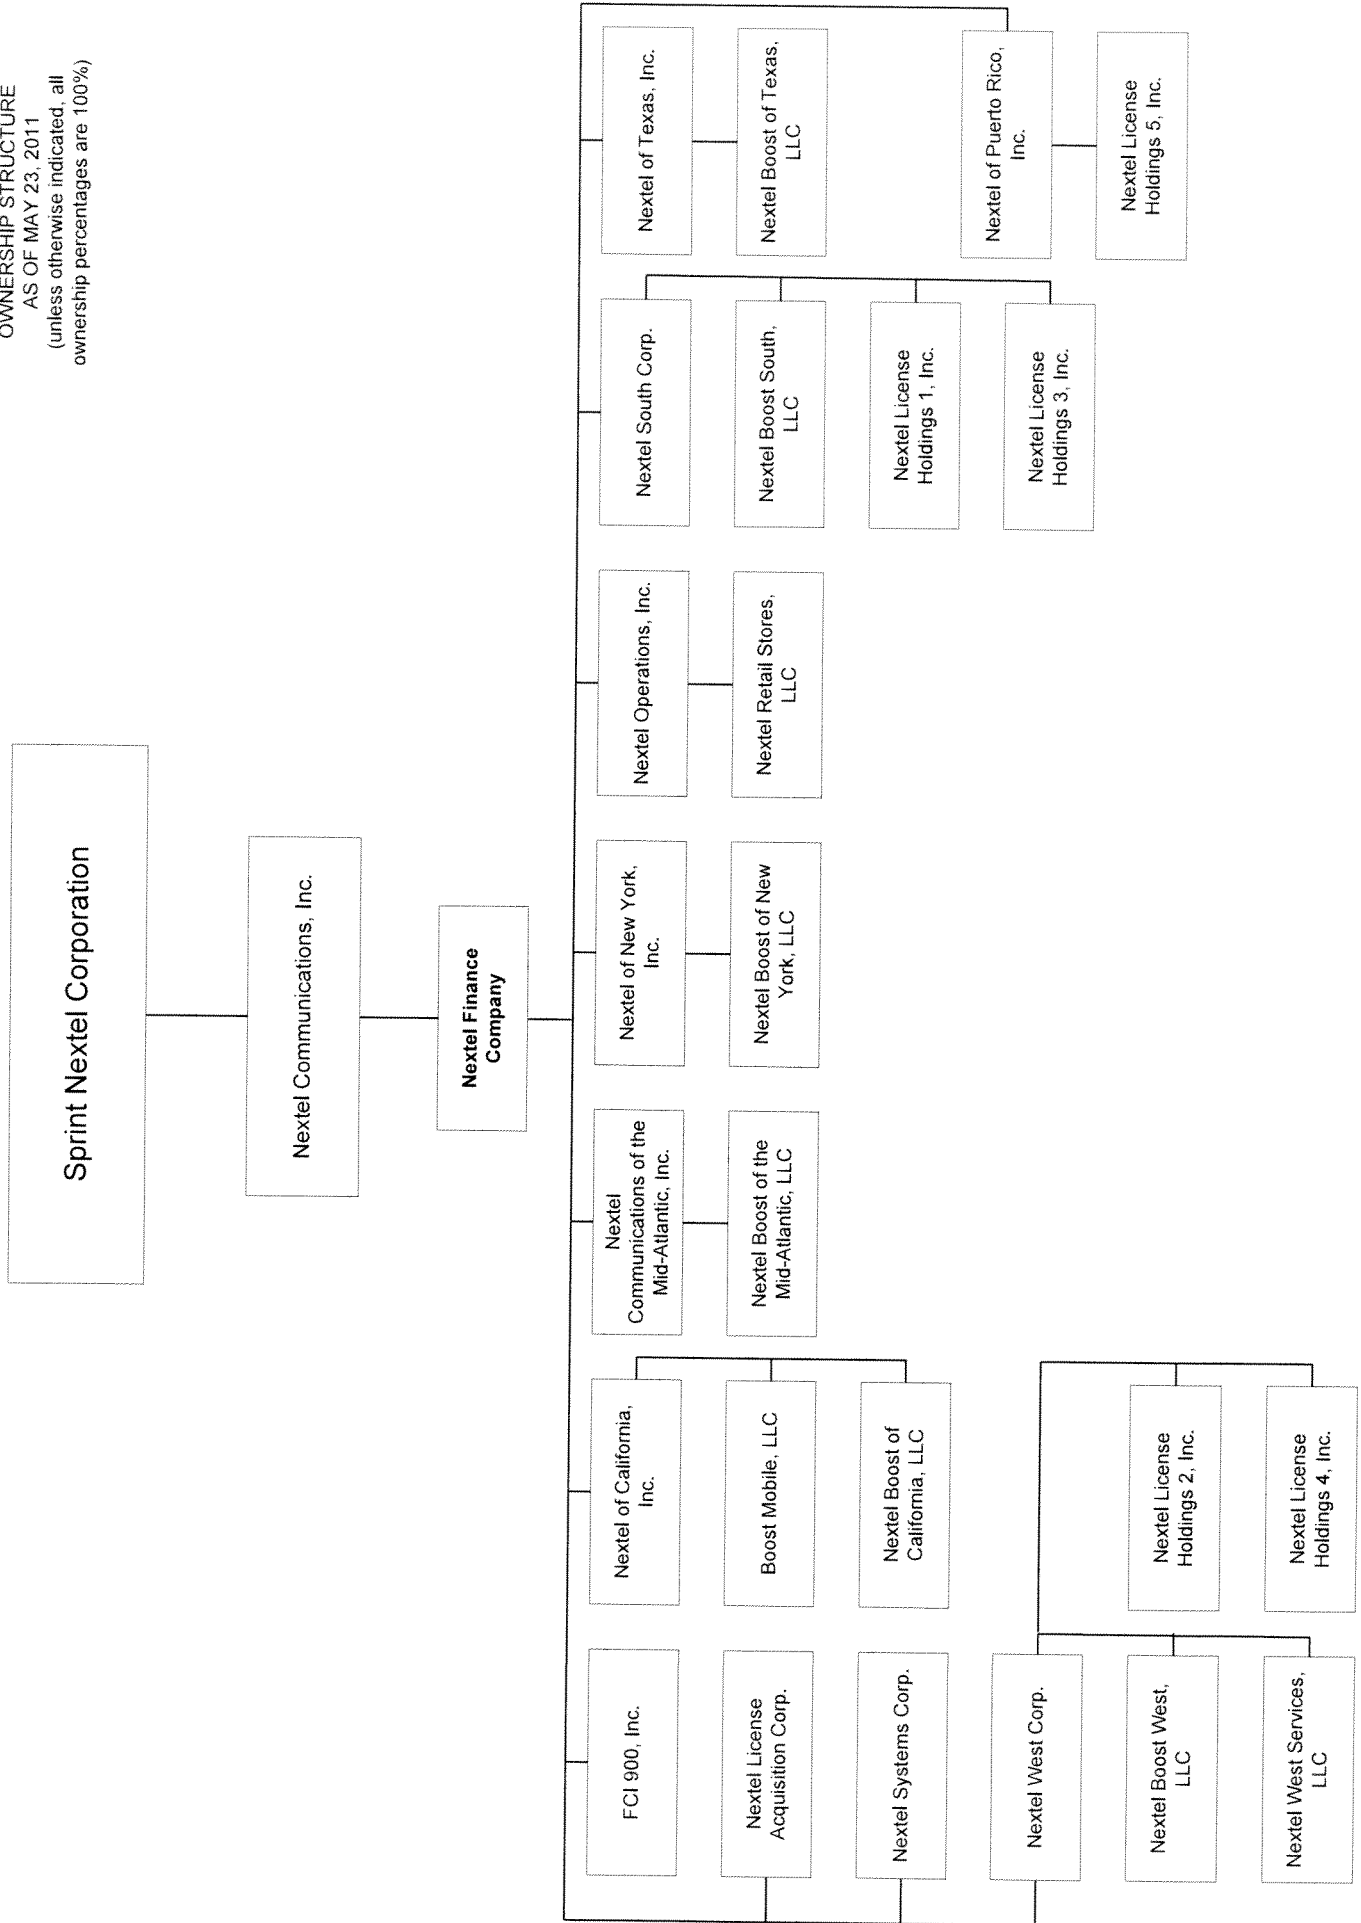 OWNERSHIP STRUCTURE
AS OF MAY 23, 2011
(unless otherwise indicated, all
ownership percentages are 100%)
Sprint Nextel Corporation
Nextel Communications, Inc.
Nextel Finance
Company
FCI 900, Inc.
Nextel of California,
Inc.
Nextel
Communications of the
Mid-Atlantic, Inc.
Nextel of New York,
Inc.
Nextel Operations, Inc.
Nextel South Corp.
Nextel of Texas, Inc.
Nextel License
Acquisition Corp.
Boost Mobile, LLC
Nextel Boost of the
Mid-Atlantic, LLC
Nextel Boost of New
York, LLC
Nextel Retail Stores,
LLC
Nextel Boost South,
LLC
Nextel Boost of Texas,
LLC
Nextel Systems Corp.
Nextel Boost of
California, LLC
Nextel License
Holdings 1, Inc.
Nextel of Puerto Rico,
Inc.
Nextel West Corp.
Nextel License
Holdings 3, Inc.
Nextel License
Holdings 5, Inc.
Nextel Boost West,
LLC
Nextel License
Holdings 2, Inc.
Nextel West Services,
LLC
Nextel License
Holdings 4, Inc.